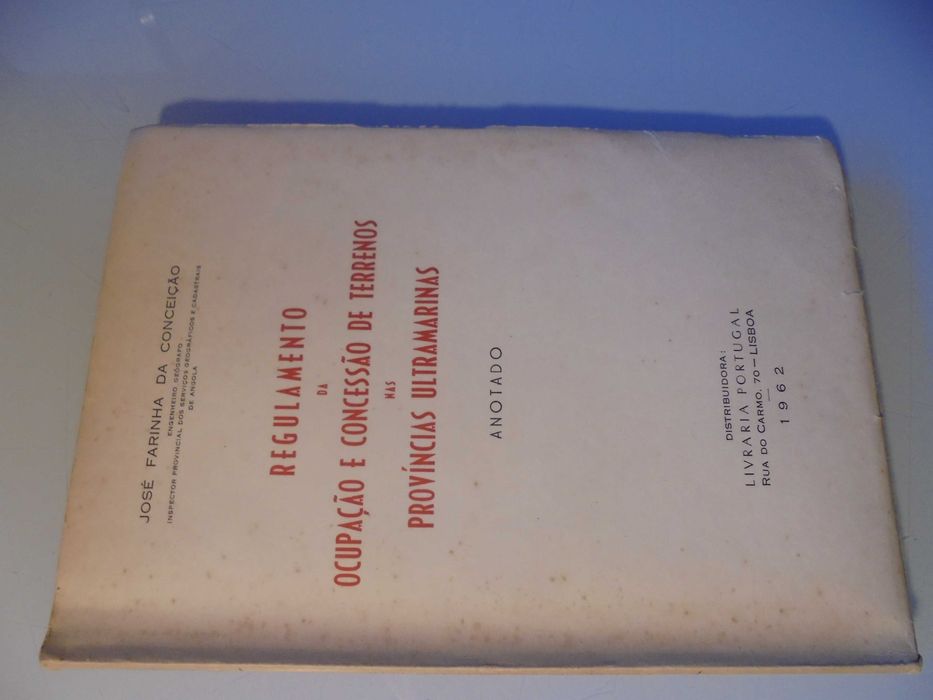 JOSÉ FARINHA DA CONCEIÇÃO
ENGENHEIRO GEÓGRAFO
INSPECTOR PROVINCIAL DOS SERVIÇOS GEOGRÁFICOS E CADASTRAIS
DE ANGOLA
REGULAMENTO
DA
OCUPAÇÃO E CONCESSÃO DE TERRENOS
NAS
PROVÍNCIAS ULTRAMARINAS
ANOTADO
DISTRIBUIDORA:
LIVRARIA PORTUGAL
RUA DO CARMO, 70 — LISBOA
1962